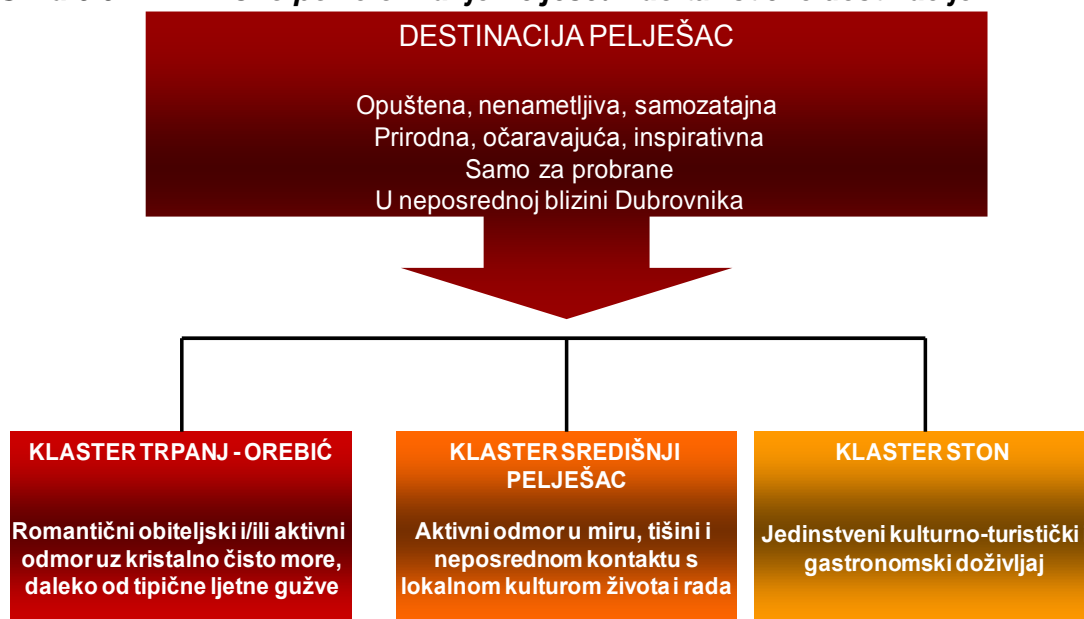 DESTINACIJA PELJEŠAC
Opuštena, nenametljiva, samozatajna
Prirodna, očaravajuća, inspirativna
Samo za probrane
U neposrednoj blizini Dubrovnika
KLASTER TRPANJ - OREBIĆ
Romantični obiteljski i/ili aktivni
odmor uz kristalno čisto more,
daleko od tipične ljetne gužve
KLASTER SREDIŠNJI
PELJEŠAC
Aktivni odmor u miru, tišini i
neposrednom kontaktu s
lokalnom kulturom života i rada
KLASTER STON
Jedinstveni kulturno-turistički
gastronomski doživljaj